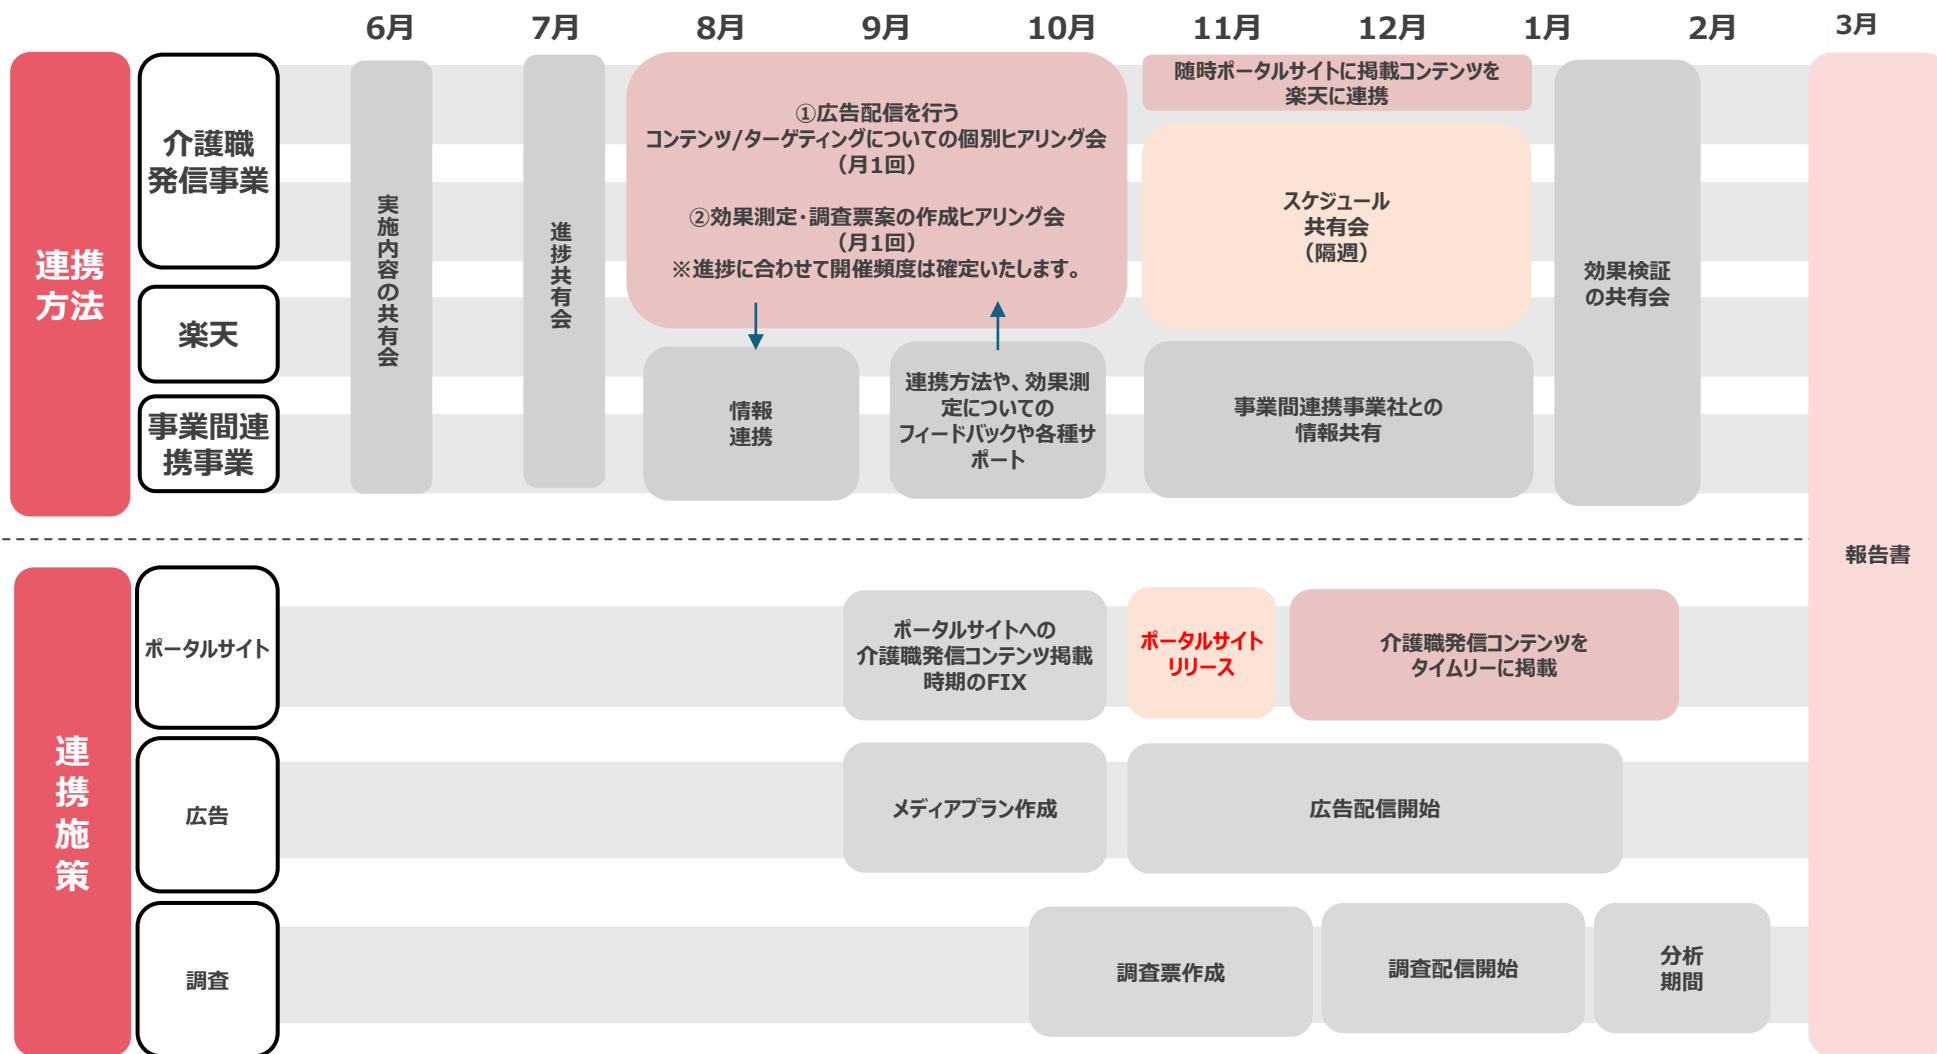 6月 7月 8月 9月 10月 11月 12月 1月 2月 3月
連携
方法
介護職
発信事業
楽天
事業間連
携事業
実施内容の共有会
進捗共有会
①広告配信を行う
コンテンツ/ターゲティングについての個別ヒアリング会
（月1回）
②効果測定・調査票案の作成ヒアリング会
（月1回）
※進捗に合わせて開催頻度は確定いたします。
情報
連携
連携方法や、効果測
定についての
フィードバックや各種サ
ポート
随時ポータルサイトに掲載コンテンツを
楽天に連携
スケジュール
共有会
（隔週）
事業間連携事業社との
情報共有
効果検証
の共有会
報告書
連携施策
ポータルサイト
ポータルサイトへの
介護職発信コンテンツ掲載
時期のFIX
ポータルサイト
リリース
介護職発信コンテンツを
タイムリーに掲載
広告
メディアプラン作成
広告配信開始
調査
調査票作成
調査配信開始
分析
期間